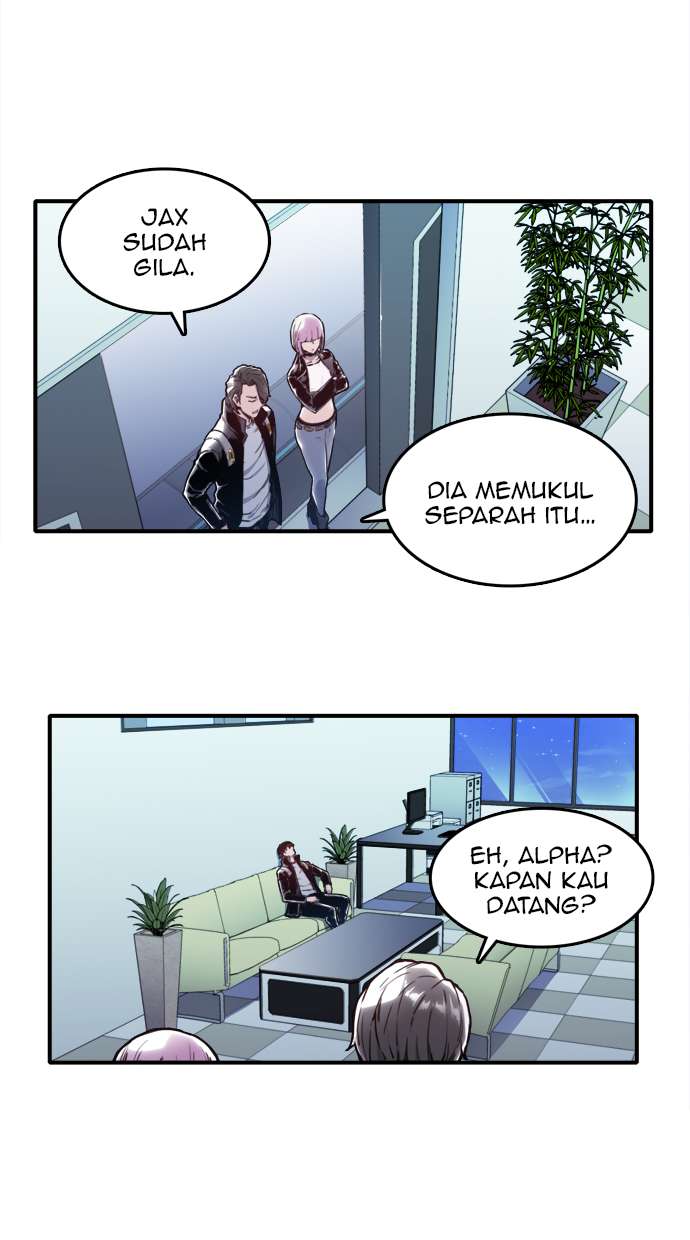 JAX
SUDAH
GILA.
DIA MEMUKUL
SEPARAH ITU...
EH, ALPHA?
KAPAN KAU
DATANG?